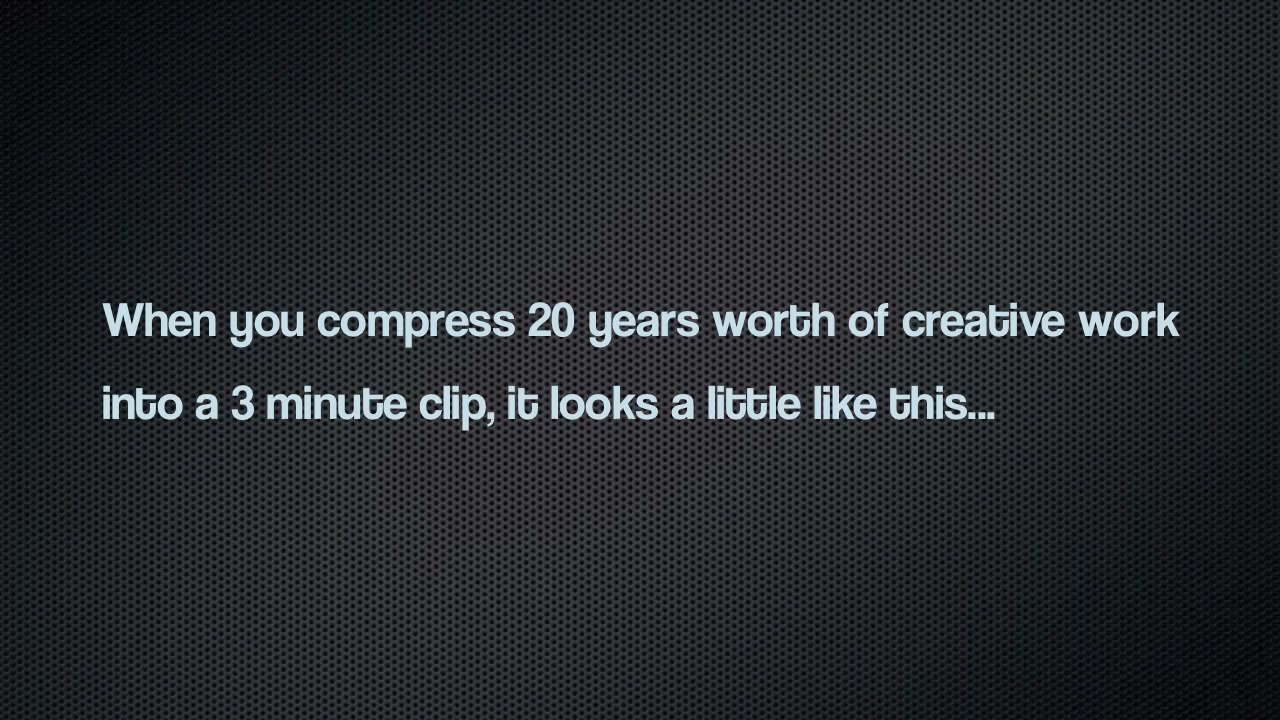 When you compress 20 years worth of creative work
into a 3 minute clip, it looks a little like this...